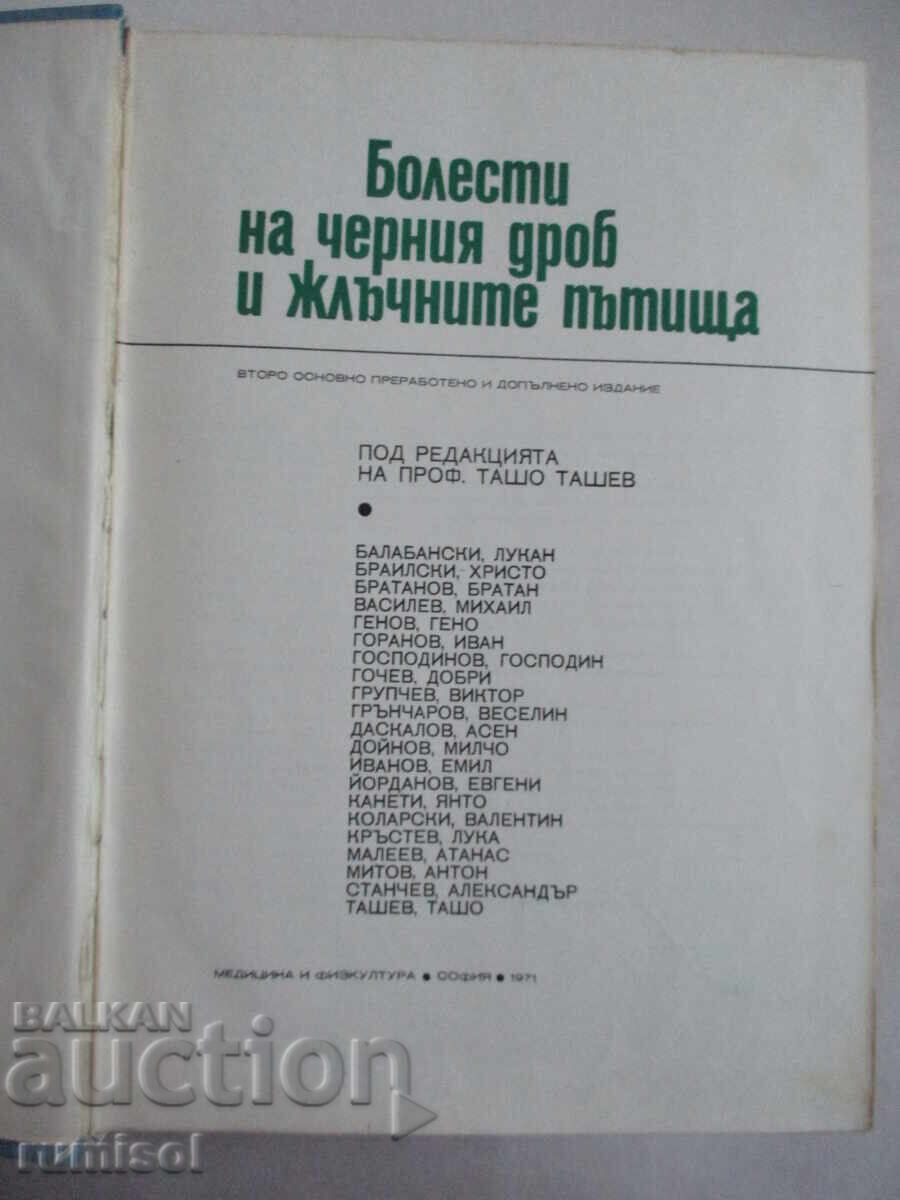 Болести
на черния дроб
и жлъчните пътища
ВТОРО ОСНОВНО ПРЕРАБОТЕНО И ДОПЪЛНЕНО ИЗДАНИЕ
ПОД РЕДАКЦИЯТА
НА ПРОФ. ТАШО ТАШЕВ
●
БАЛАБАНСКИ, ЛУКАН
БРАИЛСКИ, ХРИСТО
БРАТАНОВ, БРАТАН
ВАСИЛЕВ, МИХАИЛ
ГЕНОВ, ГЕНО
ГОРАНОВ, ИВАН
ГОСПОДИНОВ, ГОСПОДИН
ГОЧЕВ, ДОБРИ
ГРУПЧЕВ, ВИКТОР
ГРЪНЧАРОВ, ВЕСЕЛИН
ДАСКАЛОВ, АСЕН
ДОЙНОВ, МИЛЧО
ИВАНОВ, ЕМИЛ
ЙОРДАНОВ, ЕВГЕНИ
КАНЕТИ, ЯНТО
КОЛАРСКИ, ВАЛЕНТИН
КРЪСТЕВ, ЛУКА
МАЛЕЕВ, АТАНАС
МИТОВ, АНТОН
СТАНЧЕВ, АЛЕКСАНДЪР
ТАШЕВ, ТАШО
МЕДИЦИНА И ФИЗКУЛТУРА ● СОФИЯ ● 1971
BALKAN
auction
rumisol